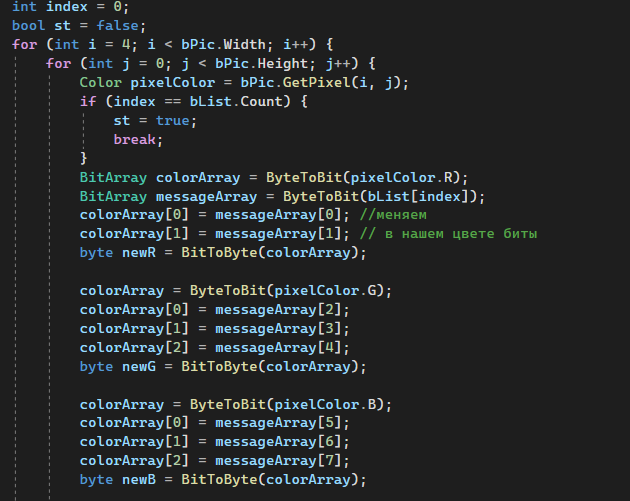 int index = 0;
bool st = false;
for (int i = 4; i < bPic.Width; i++) {
for (int j = 0; j < bPic.Height; j++) {
Color pixelColor = bPic.GetPixel(i, j);
if (index == bList.Count) {
st = true;
break;
}
BitArray colorArray = ByteToBit(pixelColor.R);
BitArray messageArray = ByteToBit(bList[index]);
colorArray[0] = messageArray[0]; //меняем
colorArray[1] = messageArray[1]; // в нашем цвете биты
byte newR = BitToByte(colorArray);
colorArray = ByteToBit(pixelColor.G);
colorArray[0] = messageArray[2];
colorArray[1] = messageArray[3];
colorArray[2] = messageArray[4];
byte newG = BitToByte(colorArray);
colorArray = ByteToBit(pixelColor.B);
colorArray[0] = messageArray[5];
colorArray[1] = messageArray[6];
colorArray[2] = messageArray[7];
byte newB = BitToByte(colorArray);